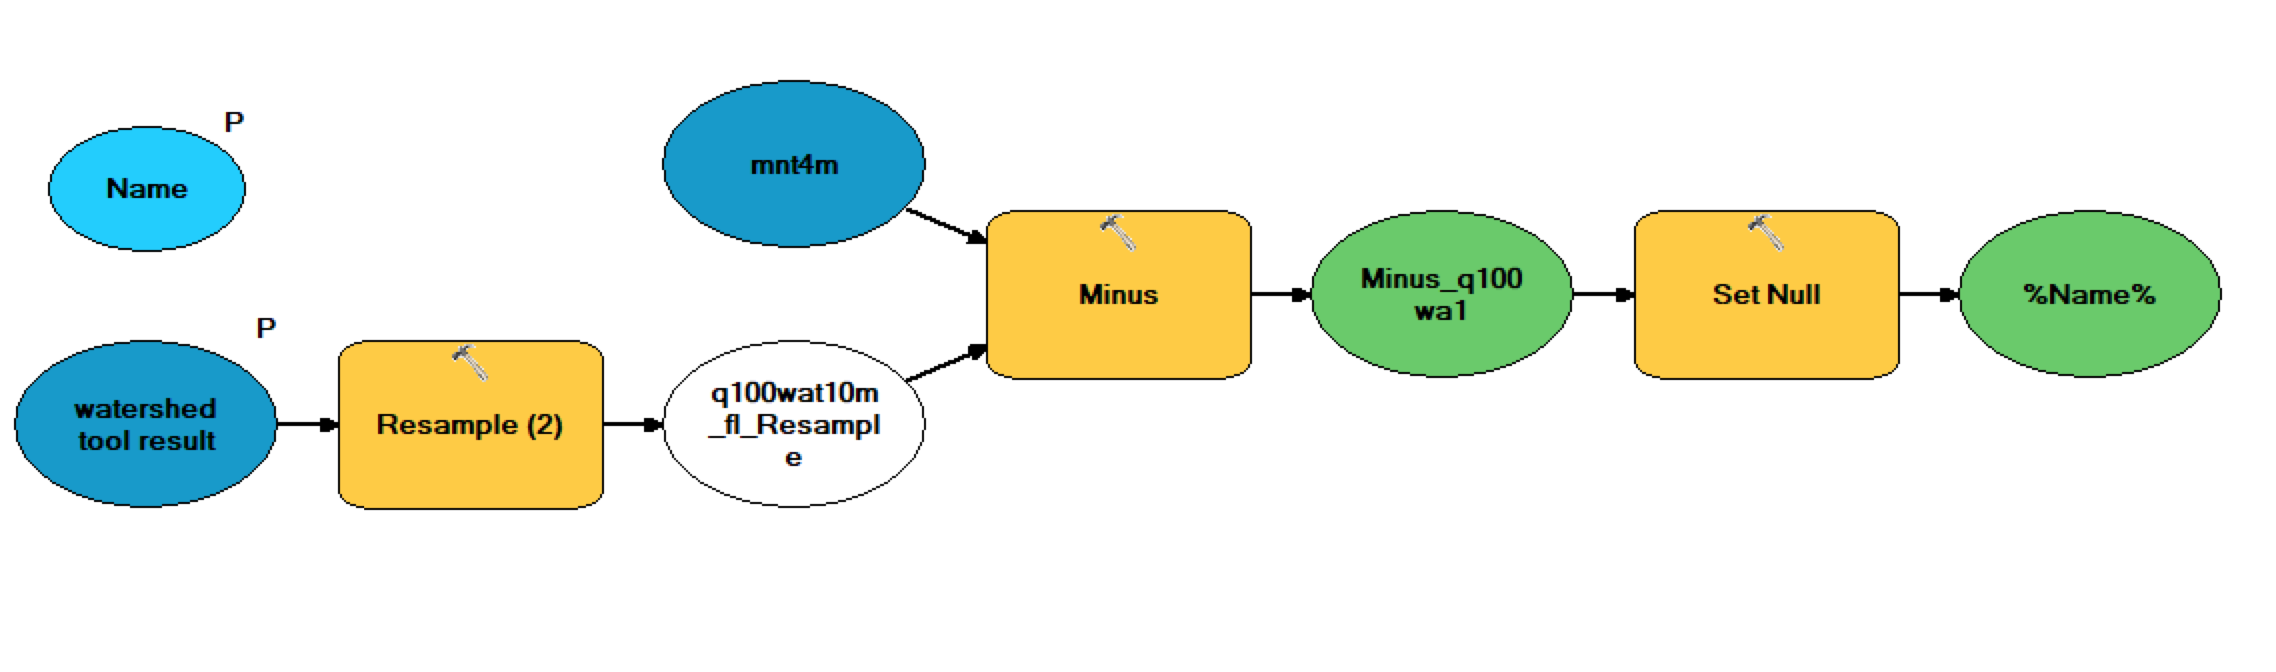 P
Name
mnt4m
Minus
Minus_q100
wa1
Set Null
%Name%
P
watershed
tool result
Resample (2)
q100wat10m
_fl_Resampl
e